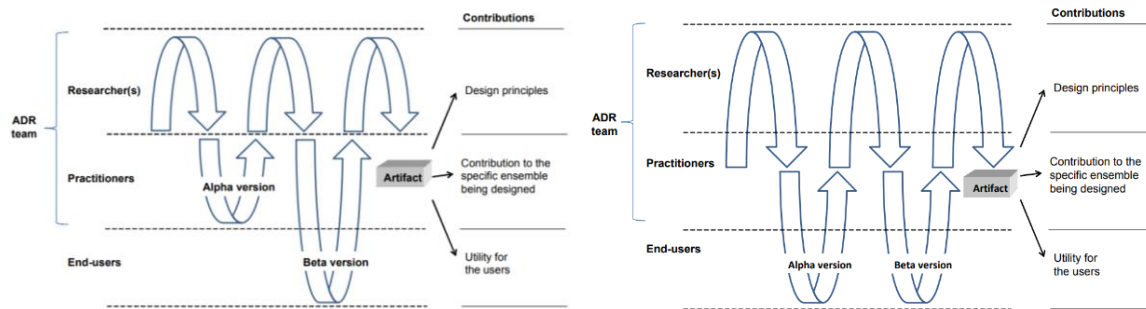 Contributions
Researcher(s)
Design principles
ADR
team
Practitioners
Alpha version
Artifact
Contribution to the
specific ensemble
being designed
End-users
Beta version
Utility for
the users
Contributions
Researcher(s)
Design principles
ADR
team
Practitioners
Artifact
Contribution to the
specific ensemble
being designed
End-users
Alpha version
Beta version
Utility for
the users